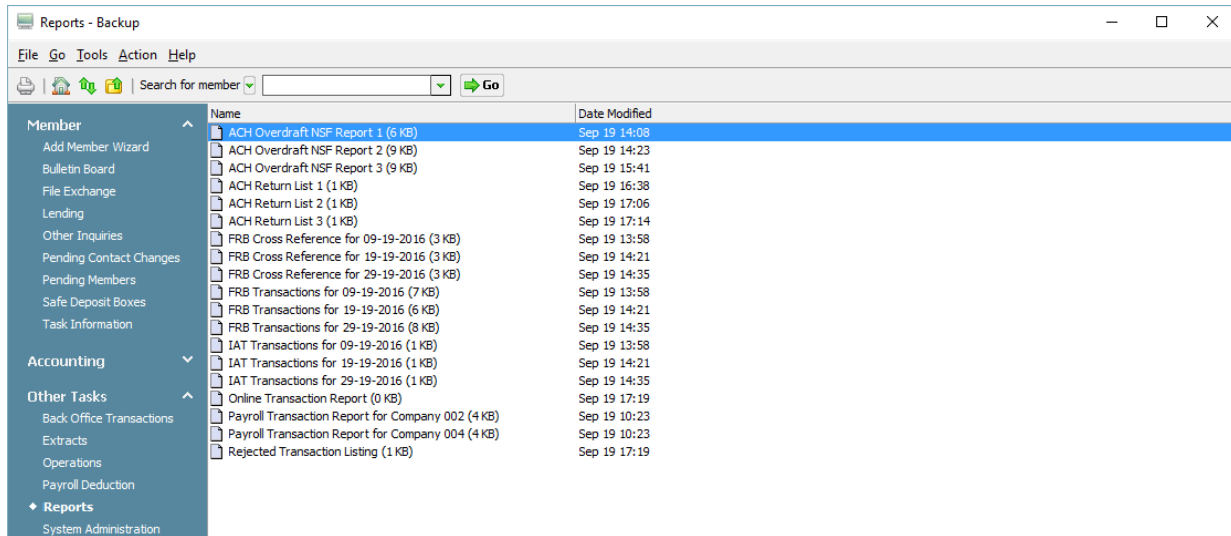 Reports - Backup
File Go Tools Action Help
Search for member Go
Name Date Modified
Member
Add Member Wizard
Bulletin Board
File Exchange
Lending
Other Inquiries
Pending Contact Changes
Pending Members
Safe Deposit Boxes
Task Information
Accounting
Other Tasks
Back Office Transactions
Extracts
Operations
Payroll Deduction
Reports
System Administration
ACH Overdraft NSF Report 1 (6 KB) Sep 19 14:08
ACH Overdraft NSF Report 2 (9 KB) Sep 19 14:23
ACH Overdraft NSF Report 3 (9 KB) Sep 19 15:41
ACH Return List 1 (1 KB) Sep 19 16:38
ACH Return List 2 (1 KB) Sep 19 17:06
ACH Return List 3 (1 KB) Sep 19 17:14
FRB Cross Reference for 09-19-2016 (3 KB) Sep 19 13:58
FRB Cross Reference for 19-19-2016 (3 KB) Sep 19 14:21
FRB Cross Reference for 29-19-2016 (3 KB) Sep 19 14:35
FRB Transactions for 09-19-2016 (7 KB) Sep 19 13:58
FRB Transactions for 19-19-2016 (6 KB) Sep 19 14:21
FRB Transactions for 29-19-2016 (8 KB) Sep 19 14:35
IAT Transactions for 09-19-2016 (1 KB) Sep 19 13:58
IAT Transactions for 19-19-2016 (1 KB) Sep 19 14:21
IAT Transactions for 29-19-2016 (1 KB) Sep 19 14:35
Online Transaction Report (0 KB) Sep 19 17:19
Payroll Transaction Report for Company 002 (4 KB) Sep 19 10:23
Payroll Transaction Report for Company 004 (4 KB) Sep 19 10:23
Rejected Transaction Listing (1 KB) Sep 19 17:19